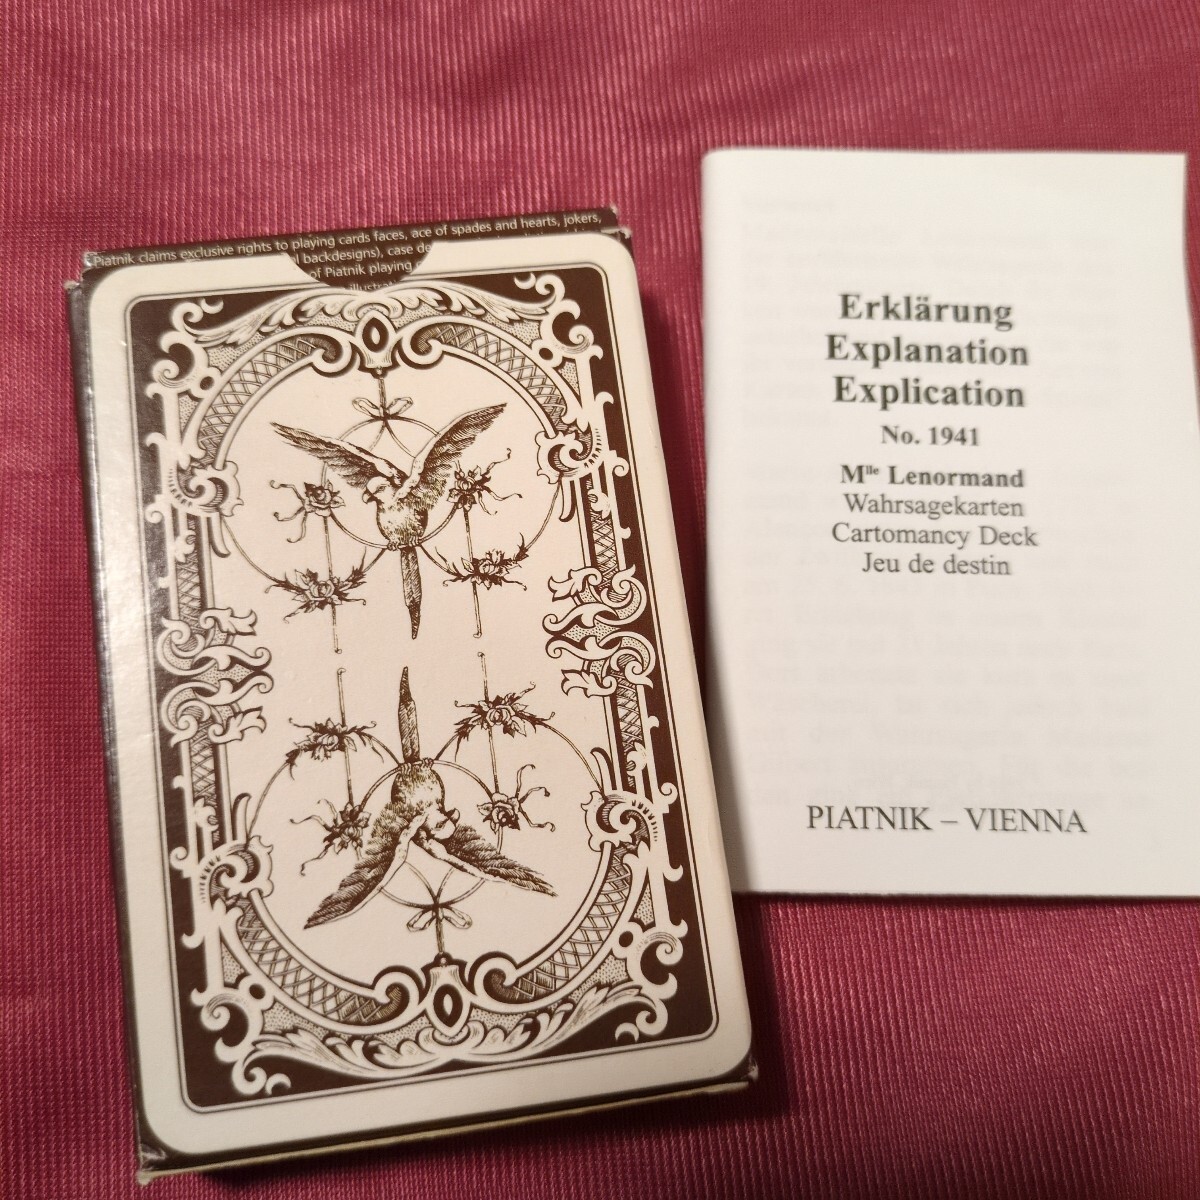 Piatnik claims exclusive rights to playing cards faces, ace of spades and hearts, jokers,
l backdesigns), case de
of Piatnik playing
illustrat
Erklärung
Explanation
Explication
No. 1941
Mlle Lenormand
Wahrsagekarten
Cartomancy Deck
Jeu de destin
PIATNIK – VIENNA